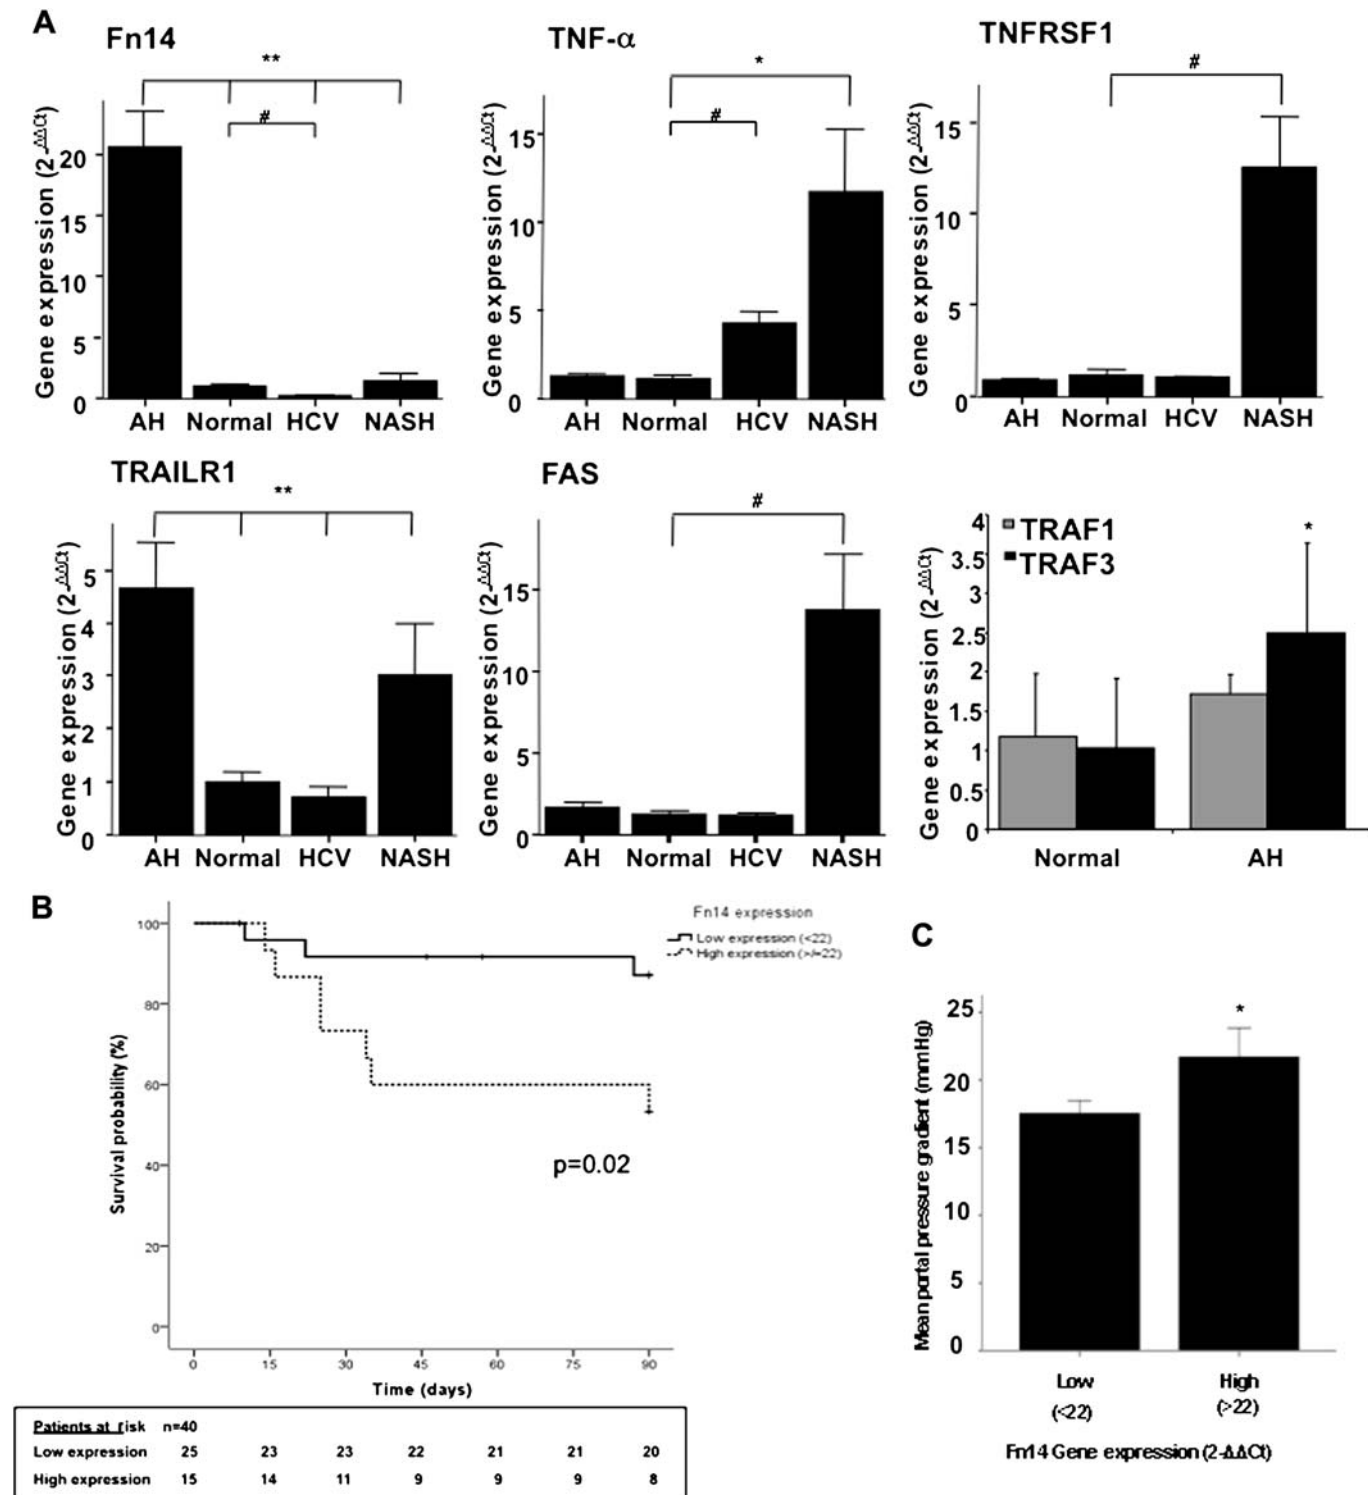 A
Fn14
**
#
Gene expression (2-ΔΔCt)
20
15
10
5
0
AH Normal HCV NASH
TNF-α
*
#
Gene expression (2-ΔΔCt)
15
10
5
0
AH Normal HCV NASH
TNFRSF1
#
Gene expression (2-ΔΔCt)
15
10
5
0
AH Normal HCV NASH
TRAILR1
**
Gene expression (2-ΔΔCt)
5
4
3
2
1
0
AH Normal HCV NASH
FAS
#
Gene expression (2-ΔΔCt)
15
10
5
0
AH Normal HCV NASH
TRAF1
TRAF3
*
Gene expression (2-ΔΔCt)
4
3.5
3
2.5
2
1.5
1
0.5
0
Normal AH
B
Fn14 expression
Low expression (<22)
High expression (>/=22)
Survival probability (%)
100
80
60
40
20
0
p=0.02
0 15 30 45 60 75 90
Time (days)
Patients at risk n=40
Low expression 25 23 23 22 21 21 20
High expression 15 14 11 9 9 9 8
C
*
Mean portal pressure gradient (mmHg)
25
20
15
10
5
0
Low High
(<22) (>22)
Fn14 Gene expression (2-ΔΔCt)